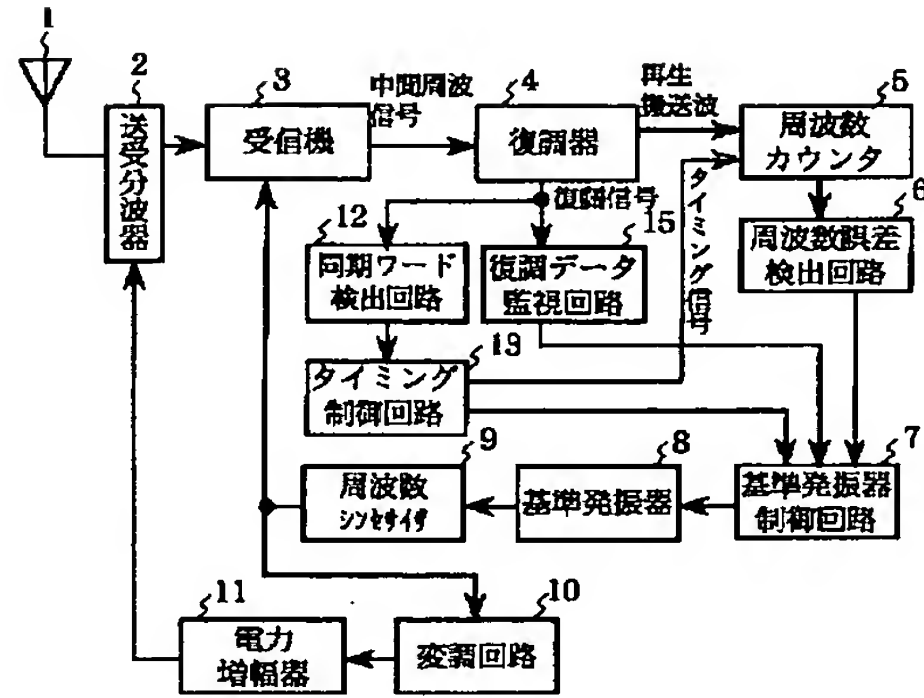 1
2
送受分波器
3
受信機
中間周波
信号
4
復調器
再生
搬送波
5
周波数
カウンタ
復調信号
タイミング信号
6
周波数誤差
検出回路
12
同期ワード
検出回路
15
復調データ
監視回路
13
タイミング
制御回路
9
周波数
シンセサイザ
8
基準発振器
7
基準発振器
制御回路
11
電力
増幅器
10
変調回路